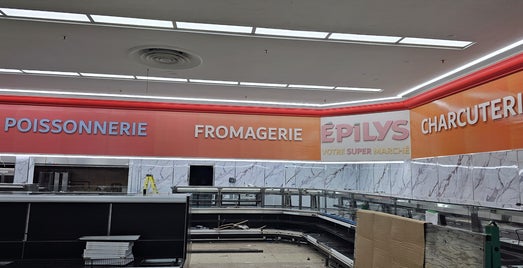 POISSONNERIE
FROMAGERIE
ÉPiLYS
VOTRE SUPER MARCHÉ
CHARCUTERI